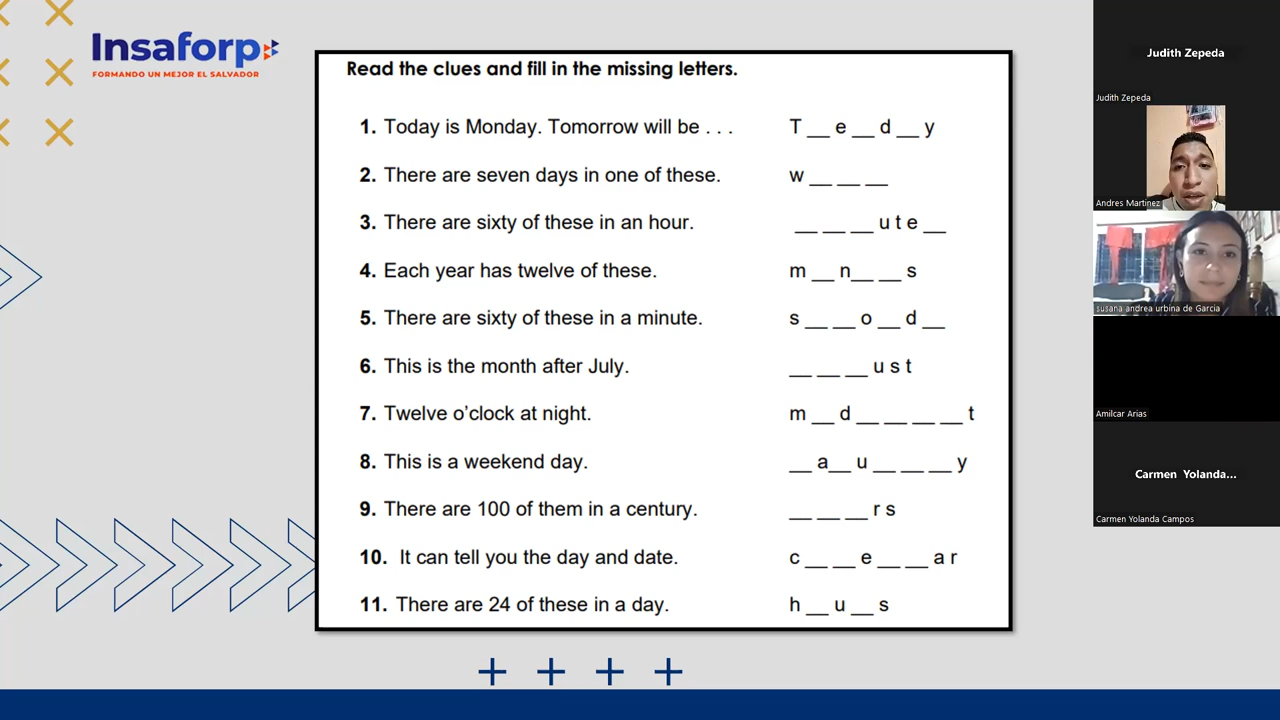 Insaforp
FORMANDO UN MEJOR EL SALVADOR
Read the clues and fill in the missing letters.
1. Today is Monday. Tomorrow will be . . . T __ e __ d __ y
2. There are seven days in one of these. w __ __ __
3. There are sixty of these in an hour. __ __ __ u t e __
4. Each year has twelve of these. m __ n__ __ s
5. There are sixty of these in a minute. s __ __ o __ d __
6. This is the month after July. __ __ __ u s t
7. Twelve o’clock at night. m __ d __ __ __ __ t
8. This is a weekend day. __ a__ u __ __ __ y
9. There are 100 of them in a century. __ __ __ r s
10. It can tell you the day and date. c __ __ e __ __ a r
11. There are 24 of these in a day. h __ u __ s
Judith Zepeda
Judith Zepeda
Andres Martinez
susana andrea urbina de Garcia
Amilcar Arias
Carmen Yolanda...
Carmen Yolanda Campos